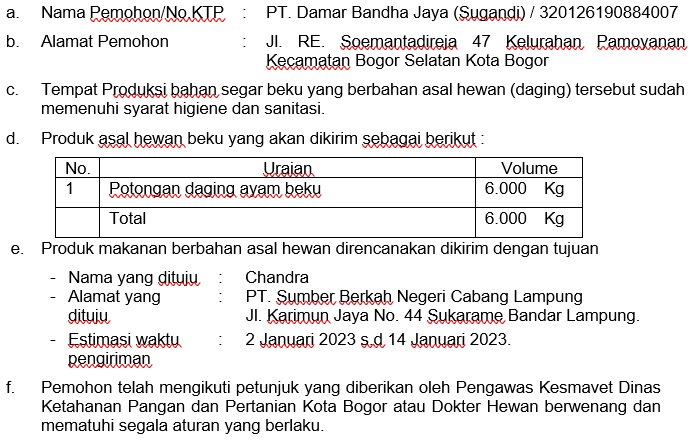 a. Nama Pemohon/No.KTP : PT. Damar Bandha Jaya (Sugandi) / 320126190884007
b. Alamat Pemohon : Jl. RE. Soemantadireja 47 Kelurahan Pamoyanan
Kecamatan Bogor Selatan Kota Bogor
c. Tempat Produksi bahan segar beku yang berbahan asal hewan (daging) tersebut sudah
memenuhi syarat higiene dan sanitasi.
d. Produk asal hewan beku yang akan dikirim sebagai berikut :
No. Uraian Volume
1 Potongan daging ayam beku 6.000 Kg
Total 6.000 Kg
e. Produk makanan berbahan asal hewan direncanakan dikirim dengan tujuan
- Nama yang dituju : Chandra
- Alamat yang : PT. Sumber Berkah Negeri Cabang Lampung
dituju Jl. Karimun Jaya No. 44 Sukarame Bandar Lampung.
- Estimasi waktu : 2 Januari 2023 s.d 14 Januari 2023.
pengiriman
f. Pemohon telah mengikuti petunjuk yang diberikan oleh Pengawas Kesmavet Dinas
Ketahanan Pangan dan Pertanian Kota Bogor atau Dokter Hewan berwenang dan
mematuhi segala aturan yang berlaku.